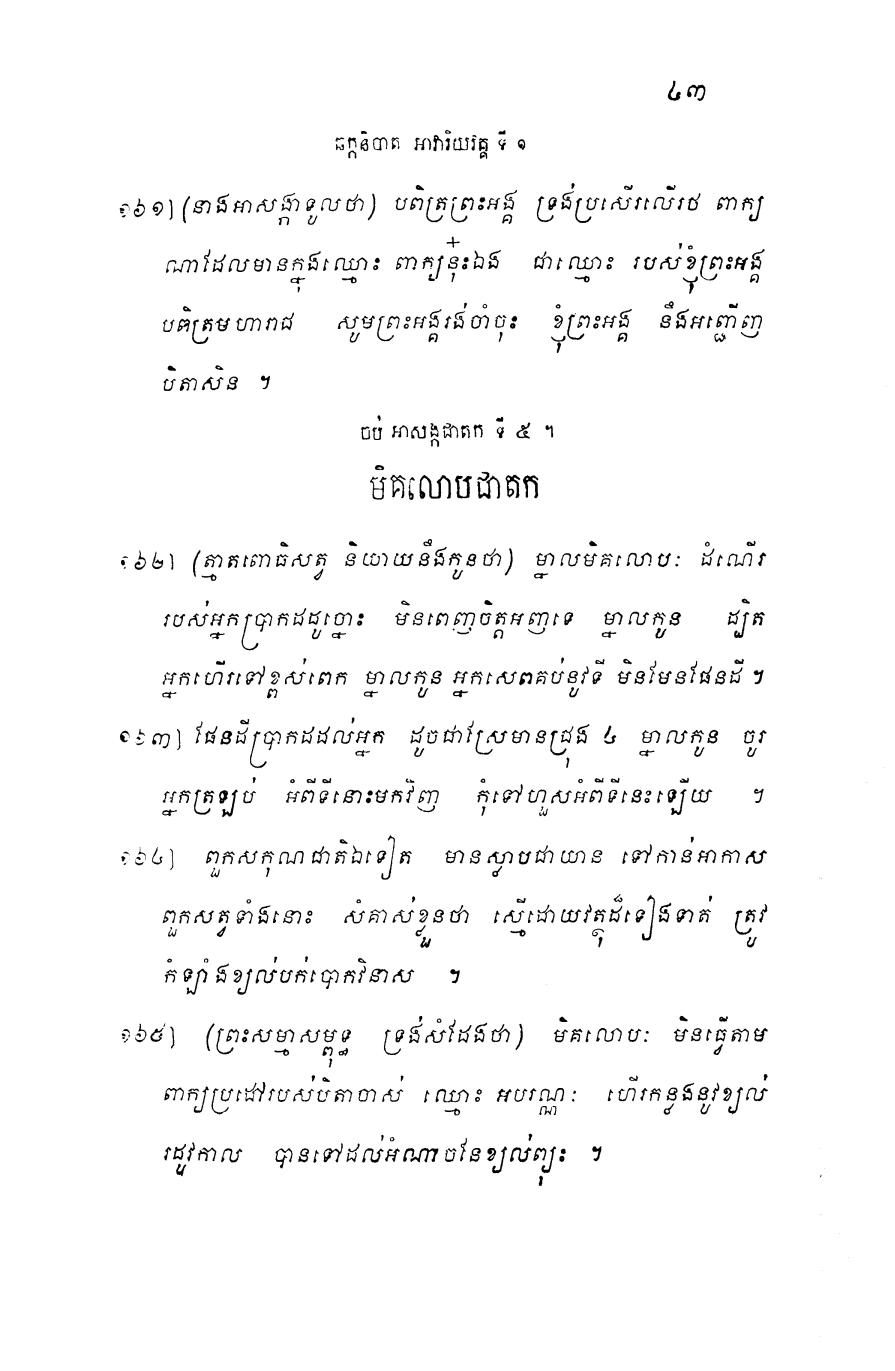 ៤៣
ឆក្កនិបាត អាវារិយវគ្គ ទី ១
១៦១] (នាងអាសង្កាទូលថា) បពិត្រព្រះអង្គ ទ្រង់ប្រសើរលើរថ ពាក្យ
ណាដែលមានក្នុងឈ្មោះ ពាក្យនុ៎ះឯង ជាឈ្មោះ របស់ខ្ញុំព្រះអង្គ
បពិត្រមហារាជ សូមព្រះអង្គរង់ចាំចុះ ខ្ញុំព្រះអង្គ នឹងអញ្ជើញ
បិតាសិន ។
ចប់ អាសង្កជាតក ទី ៥ ។
មិគលោបជាតក
១៦២] (ត្មាតពោធិសត្វ និយាយនឹងកូនថា) ម្នាលមិគលោបៈ ដំណើរ
របស់អ្នកប្រាកដដូច្នោះ មិនពេញចិត្តអញទេ ម្នាលកូន ដ្បិត
អ្នកហើរទៅខ្ពស់ពេក ម្នាលកូន អ្នកសេពគប់នូវទី មិនមែនផែនដី ។
១៦៣] ផែនដីប្រាកដដល់អ្នក ដូចជាស្រែមានជ្រុង ៤ ម្នាលកូន ចូរ
អ្នកត្រឡប់ អំពីទីនោះមកវិញ កុំទៅហួសអំពីទីនេះឡើយ ។
១៦៤] ពួកសកុណជាតិឯទៀត មានស្លាបជាយាន ទៅកាន់អាកាស
ពួកសត្វទាំងនោះ សំគាស់ខ្លួនថា ស្មើដោយវត្ថុដ៏ទៀងទាត់ ត្រូវ
កំឡាំងខ្យល់បក់បោកវិនាស ។
១៦៥] (ព្រះសម្មាសម្ពុទ្ធ ទ្រង់សំដែងថា) មិគលោបៈ មិនធ្វើតាម
ពាក្យប្រដៅរបស់បិតាចាស់ ឈ្មោះ អបរណ្ណៈ ហើរកន្លងនូវខ្យល់
រដូវកាល បានទៅដល់អំណាចនៃខ្យល់ព្យុះ ។